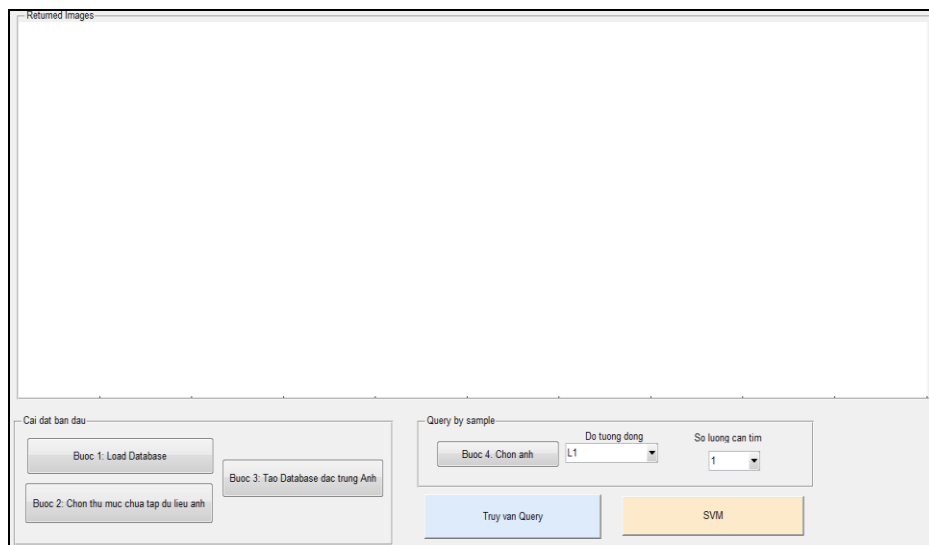 Returned Images
Cai dat ban dau
Buoc 1: Load Database
Buoc 2: Chon thu muc chua tap du lieu anh
Buoc 3: Tao Database dac trung Anh
Query by sample
Buoc 4. Chon anh
Do tuong dong
L1
So luong can tim
1
Truy van Query
SVM